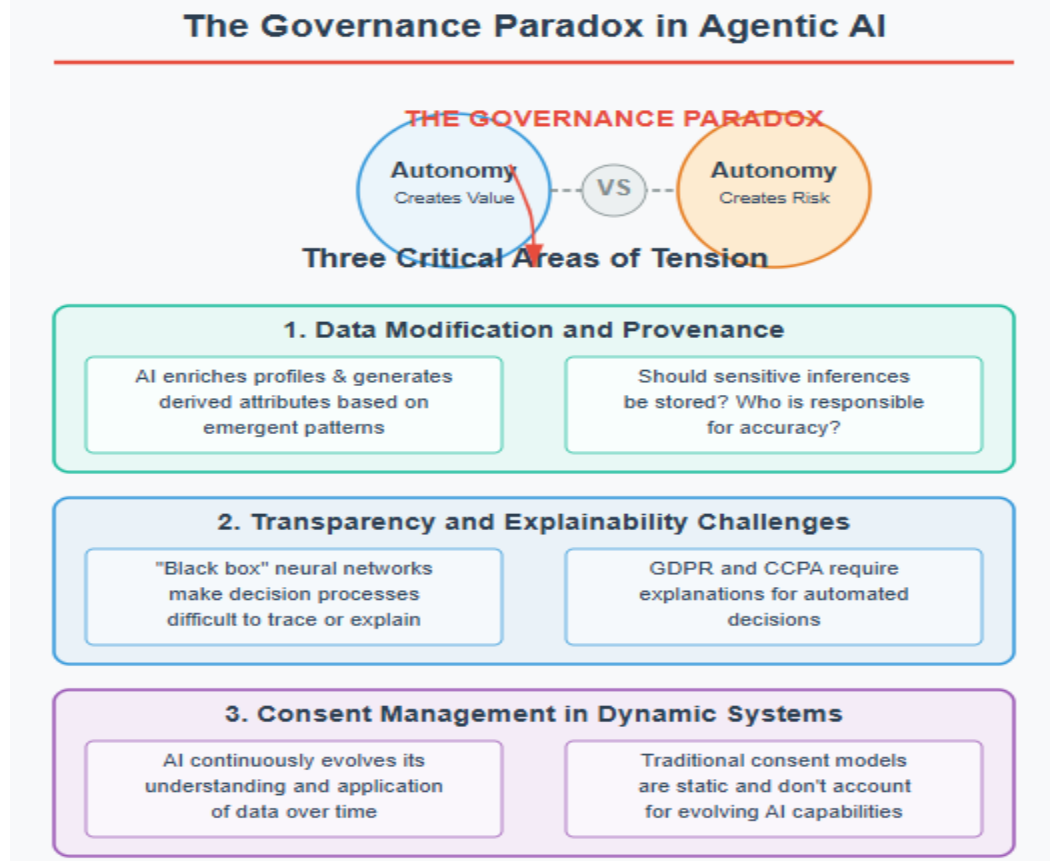 The Governance Paradox in Agentic AI
THE GOVERNANCE PARADOX
Autonomy
Creates Value
VS
Autonomy
Creates Risk
Three Critical Areas of Tension
1. Data Modification and Provenance
AI enriches profiles & generates
derived attributes based on
emergent patterns
Should sensitive inferences
be stored? Who is responsible
for accuracy?
2. Transparency and Explainability Challenges
"Black box" neural networks
make decision processes
difficult to trace or explain
GDPR and CCPA require
explanations for automated
decisions
3. Consent Management in Dynamic Systems
AI continuously evolves its
understanding and application
of data over time
Traditional consent models
are static and don't account
for evolving AI capabilities